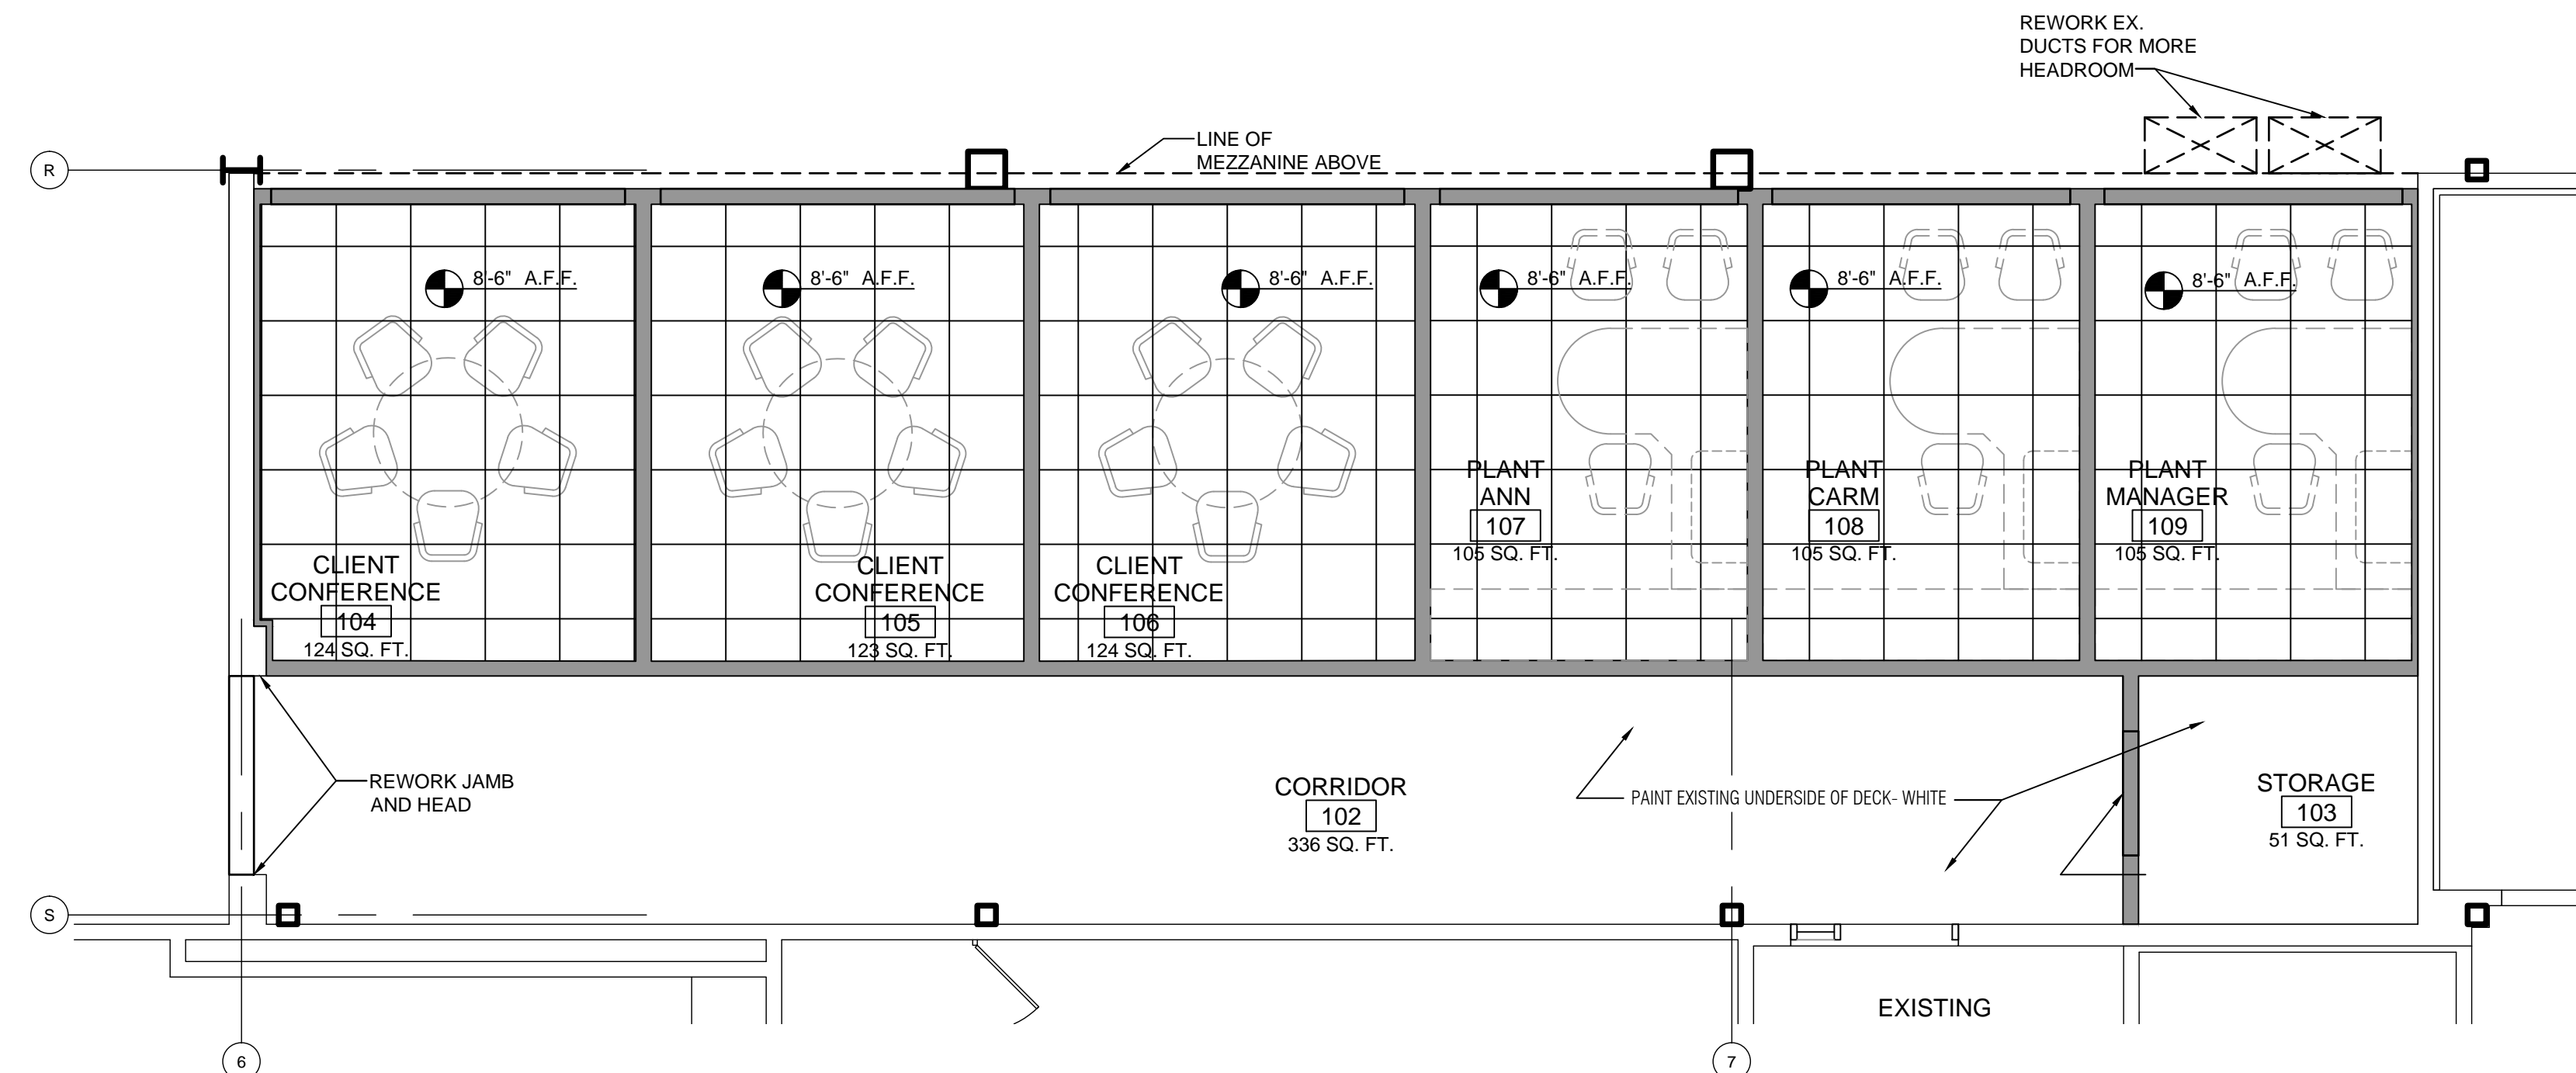 REWORK EX.
DUCTS FOR MORE
HEADROOM
LINE OF
MEZZANINE ABOVE
R
8'-6" A.F.F.
8'-6" A.F.F.
8'-6" A.F.F.
8'-6" A.F.F.
8'-6" A.F.F.
8'-6" A.F.F.
CLIENT
CONFERENCE
104
124 SQ. FT.
CLIENT
CONFERENCE
105
123 SQ. FT.
CLIENT
CONFERENCE
106
124 SQ. FT.
PLANT
ANN
107
105 SQ. FT.
PLANT
CARM
108
105 SQ. FT.
PLANT
MANAGER
109
105 SQ. FT.
REWORK JAMB
AND HEAD
CORRIDOR
102
336 SQ. FT.
PAINT EXISTING UNDERSIDE OF DECK- WHITE
STORAGE
103
51 SQ. FT.
S
EXISTING
6
7